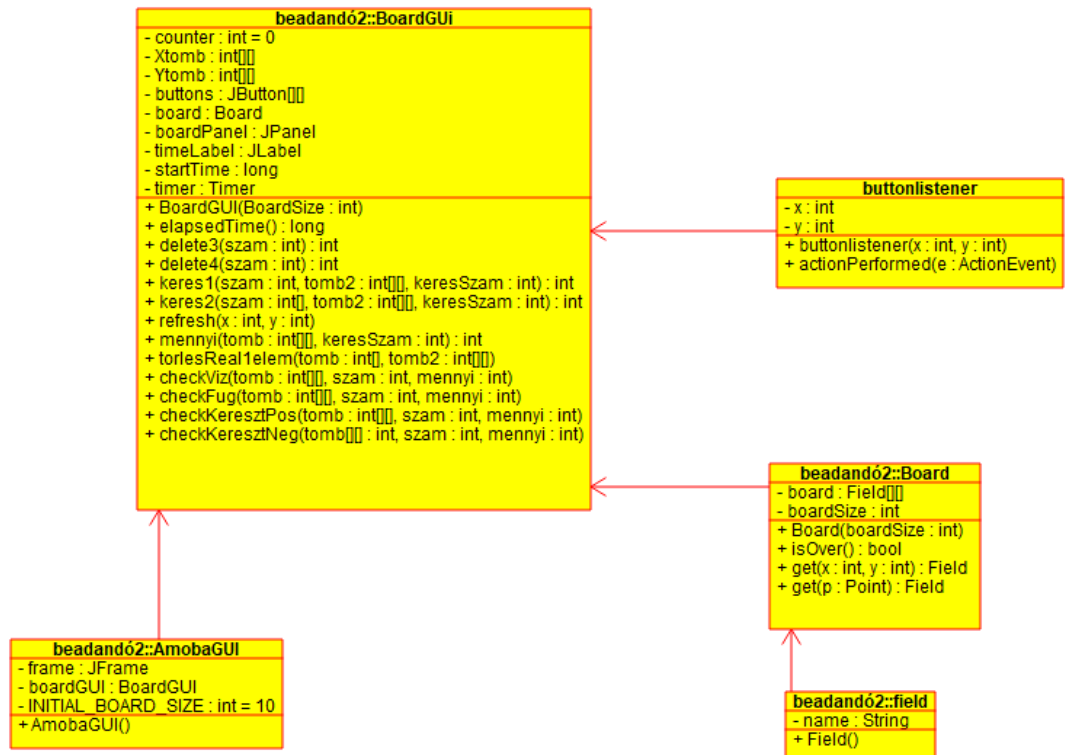 beadandó2::BoardGUi
- counter : int = 0
- Xtomb : int[][]
- Ytomb : int[][]
- buttons : JButton[][]
- board : Board
- boardPanel : JPanel
- timeLabel : JLabel
- startTime : long
- timer : Timer
+ BoardGUI(BoardSize : int)
+ elapsedTime() : long
+ delete3(szam : int) : int
+ delete4(szam : int) : int
+ keres1(szam : int, tomb2 : int[][], keresSzam : int) : int
+ keres2(szam : int[], tomb2 : int[][], keresSzam : int) : int
+ refresh(x : int, y : int)
+ mennyi(tomb : int[][], keresSzam : int) : int
+ torlesReal1elem(tomb : int[], tomb2 : int[][])
+ checkViz(tomb : int[][], szam : int, mennyi : int)
+ checkFug(tomb : int[][], szam : int, mennyi : int)
+ checkKeresztPos(tomb : int[][], szam : int, mennyi : int)
+ checkKeresztNeg(tomb[][] : int, szam : int, mennyi : int)
buttonlistener
- x : int
- y : int
+ buttonlistener(x : int, y : int)
+ actionPerformed(e : ActionEvent)
beadandó2::Board
- board : Field[][]
- boardSize : int
+ Board(boardSize : int)
+ isOver() : bool
+ get(x : int, y : int) : Field
+ get(p : Point) : Field
beadandó2::AmobaGUI
- frame : JFrame
- boardGUI : BoardGUI
- INITIAL_BOARD_SIZE : int = 10
+ AmobaGUI()
beadandó2::field
- name : String
+ Field()